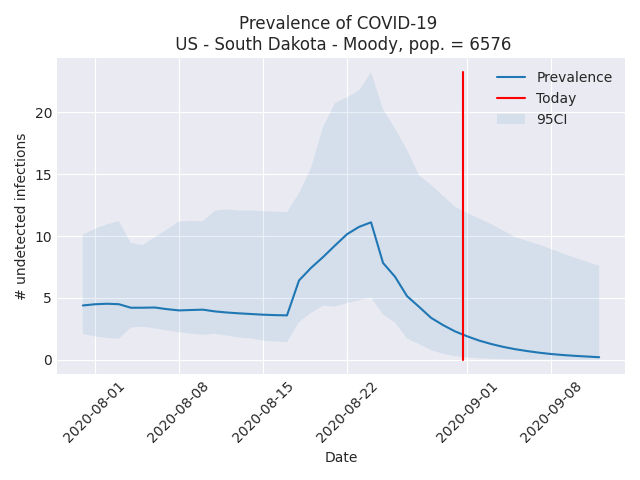 Prevalence of COVID-19
US - South Dakota - Moody, pop. = 6576
Prevalence
Today
95CI
# undetected infections
20
15
10
5
0
2020-08-01
2020-08-08
2020-08-15
2020-08-22
2020-09-01
2020-09-08
Date